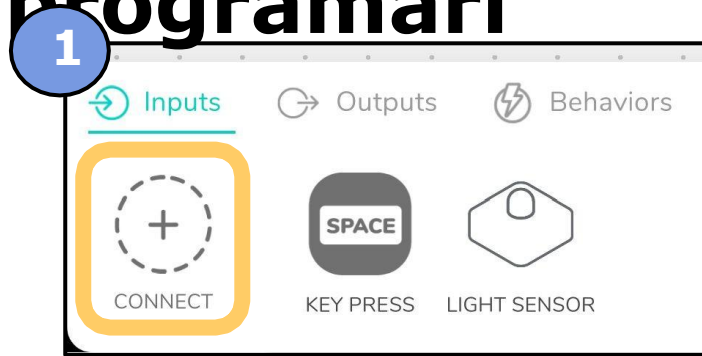 programari
1
Inputs Outputs Behaviors
SPACE
CONNECT KEY PRESS LIGHT SENSOR